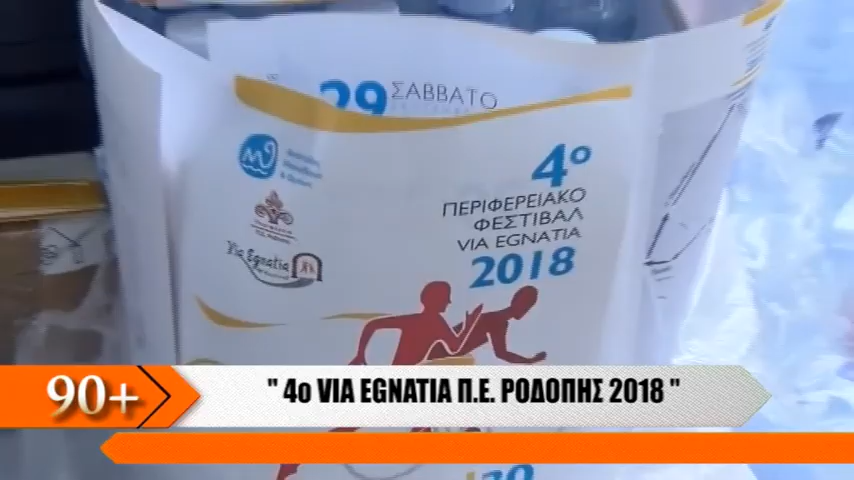 29 ΣΑΒΒΑΤΟ
4ο
ΠΕΡΙΦΕΡΕΙΑΚΟ
ΦΕΣΤΙΒΑΛ
VIA EGNATIA
2018
Via Egnatia
90+
" 4ο VIA EGNATIA Π.Ε. ΡΟΔΟΠΗΣ 2018 "